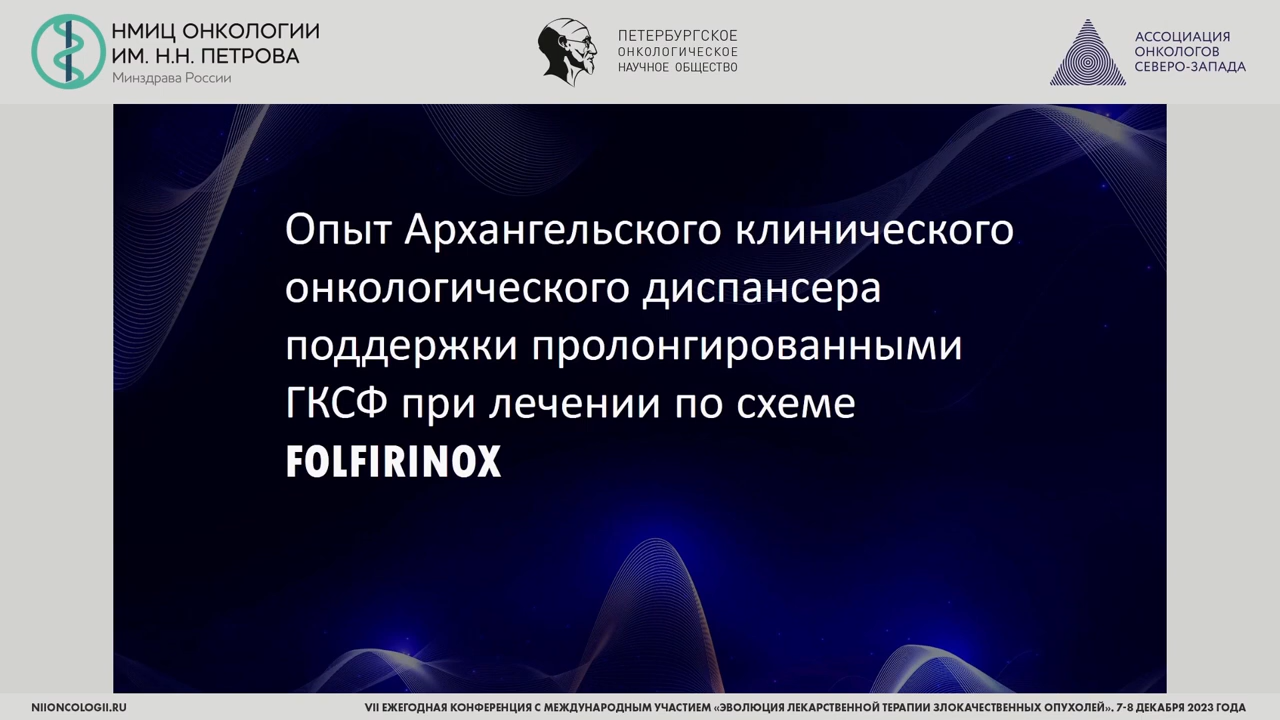 НМИЦ ОНКОЛОГИИ
ИМ. Н.Н. ПЕТРОВА
Минздрава России
ПЕТЕРБУРГСКОЕ
ОНКОЛОГИЧЕСКОЕ
НАУЧНОЕ ОБЩЕСТВО
АССОЦИАЦИЯ
ОНКОЛОГОВ
СЕВЕРО-ЗАПАДА
Опыт Архангельского клинического
онкологического диспансера
поддержки пролонгированными
ГКСФ при лечении по схеме
FOLFIRINOX
NIIONCOLOGII.RU
VII ЕЖЕГОДНАЯ КОНФЕРЕНЦИЯ С МЕЖДУНАРОДНЫМ УЧАСТИЕМ «ЭВОЛЮЦИЯ ЛЕКАРСТВЕННОЙ ТЕРАПИИ ЗЛОКАЧЕСТВЕННЫХ ОПУХОЛЕЙ». 7-8 ДЕКАБРЯ 2023 ГОДА